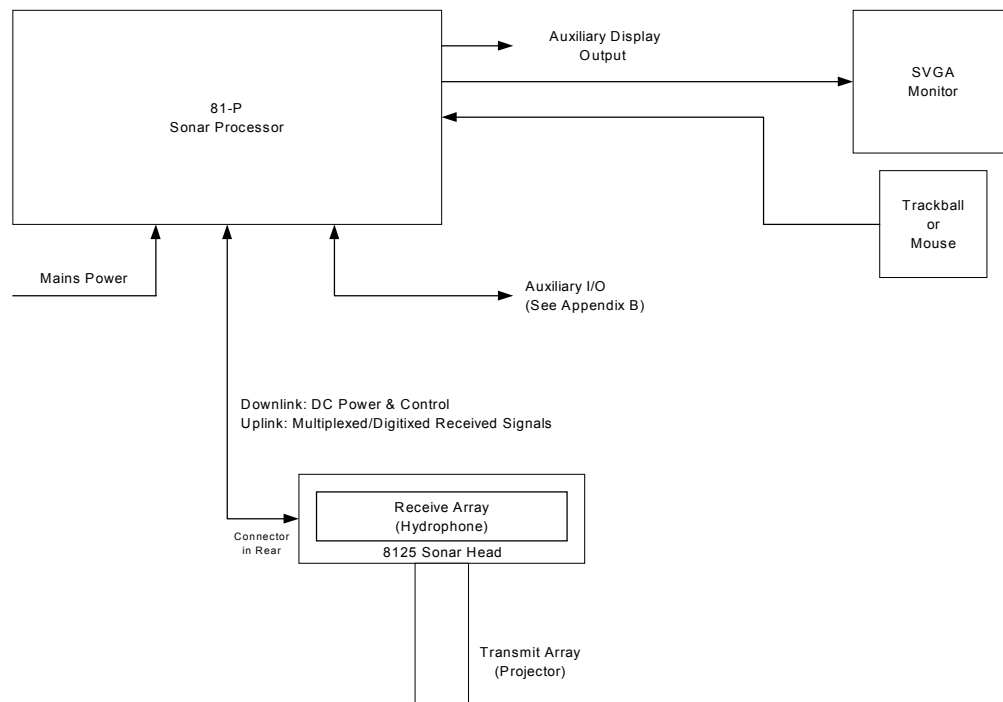 Auxiliary Display
Output
SVGA
Monitor
81-P
Sonar Processor
Trackball
or
Mouse
Mains Power
Auxiliary I/O
(See Appendix B)
Downlink: DC Power & Control
Uplink: Multiplexed/Digitixed Received Signals
Receive Array
(Hydrophone)
Connector
in Rear
8125 Sonar Head
Transmit Array
(Projector)